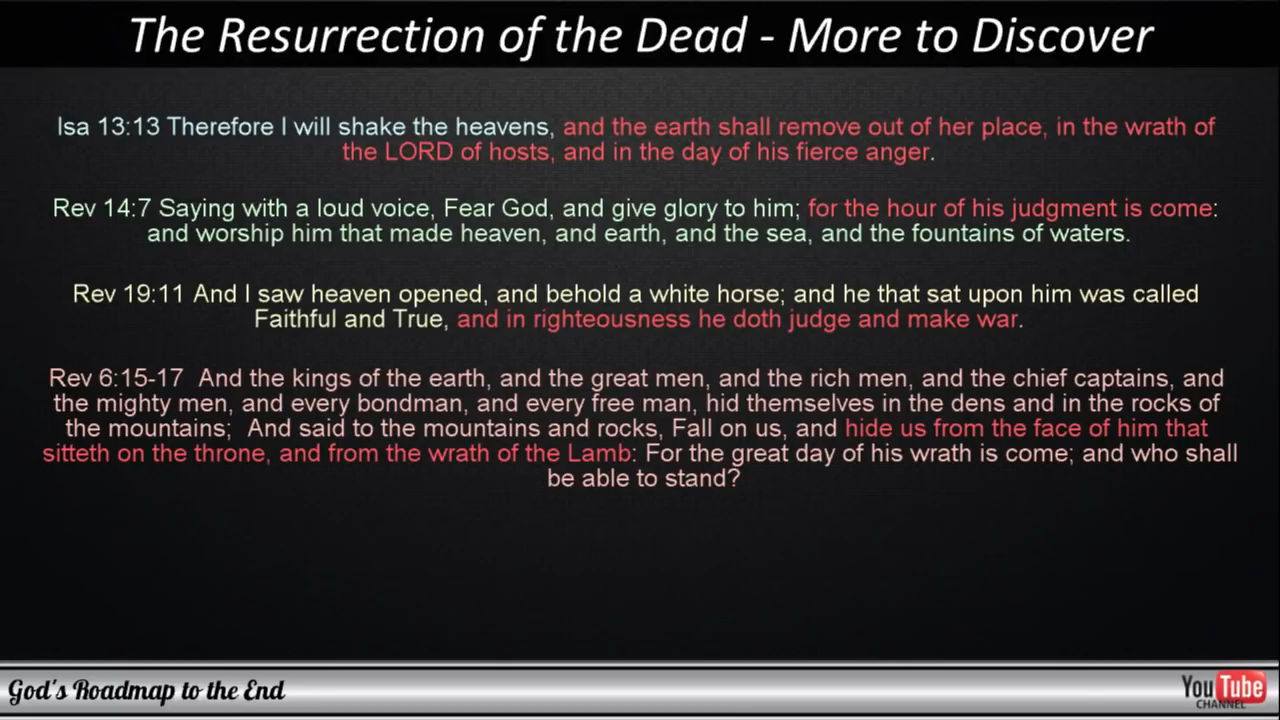 The Resurrection of the Dead - More to Discover
Isa 13:13 Therefore I will shake the heavens, and the earth shall remove out of her place, in the wrath of
the LORD of hosts, and in the day of his fierce anger.
Rev 14:7 Saying with a loud voice, Fear God, and give glory to him; for the hour of his judgment is come:
and worship him that made heaven, and earth, and the sea, and the fountains of waters.
Rev 19:11 And I saw heaven opened, and behold a white horse; and he that sat upon him was called
Faithful and True, and in righteousness he doth judge and make war.
Rev 6:15-17 And the kings of the earth, and the great men, and the rich men, and the chief captains, and
the mighty men, and every bondman, and every free man, hid themselves in the dens and in the rocks of
the mountains; And said to the mountains and rocks, Fall on us, and hide us from the face of him that
sitteth on the throne, and from the wrath of the Lamb: For the great day of his wrath is come; and who shall
be able to stand?
God's Roadmap to the End
YouTube
CHANNEL